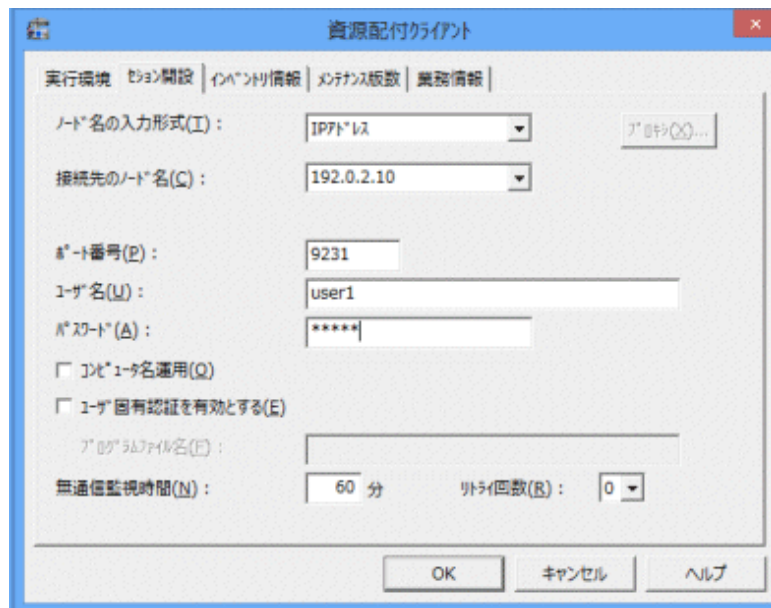 資源配付ｸﾗｲｱﾝﾄ
実行環境 ｾｼｮﾝ開設 ｲﾝﾍﾞﾝﾄﾘ情報 ﾒﾝﾃﾅﾝｽ版数 業務情報
ﾉｰﾄﾞ名の入力形式(T)： IPｱﾄﾞﾚｽ ﾌﾟﾛｷｼ(X)...
接続先のﾉｰﾄﾞ名(C)： 192.0.2.10
ﾎﾟｰﾄ番号(P)： 9231
ﾕｰｻﾞ名(U)： user1
ﾊﾟｽﾜｰﾄﾞ(A)： *****
ｺﾝﾋﾟｭｰﾀ名運用(O)
ﾕｰｻﾞ固有認証を有効とする(E)
ﾌﾟﾛｸﾞﾗﾑﾌｧｲﾙ名(F)：
無通信監視時間(N)： 60 分 ﾘﾄﾗｲ回数(R)： 0
OK ｷｬﾝｾﾙ ﾍﾙﾌﾟ